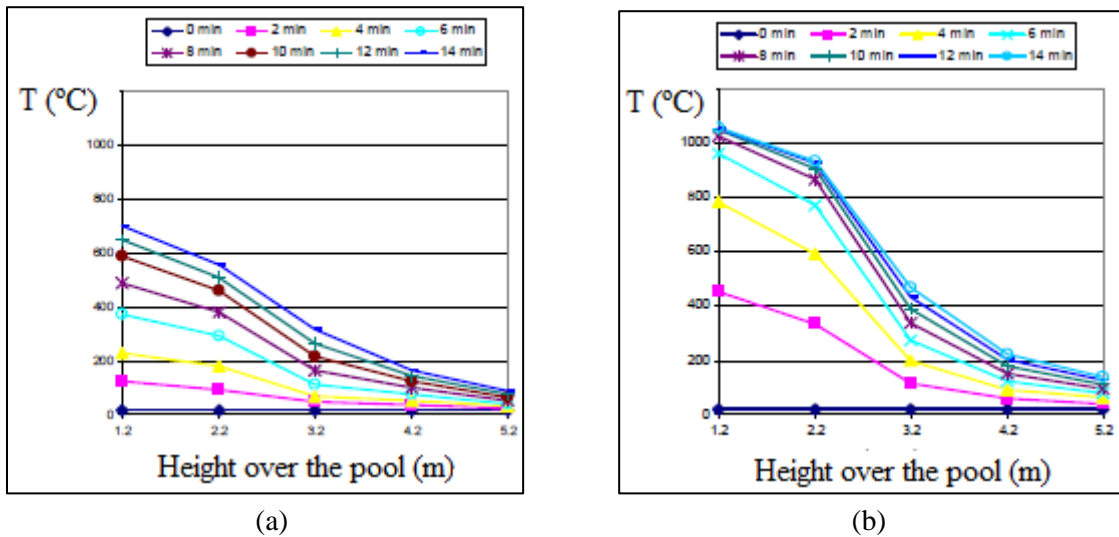 0 min 2 min 4 min 6 min
8 min 10 min 12 min 14 min
T (ºC)
1000
800
600
400
200
0
1.2 2.2 3.2 4.2 5.2
Height over the pool (m)
(a)
0 min 2 min 4 min 6 min
8 min 10 min 12 min 14 min
T (ºC)
1000
800
600
400
200
0
1.2 2.2 3.2 4.2 5.2
Height over the pool (m)
(b)